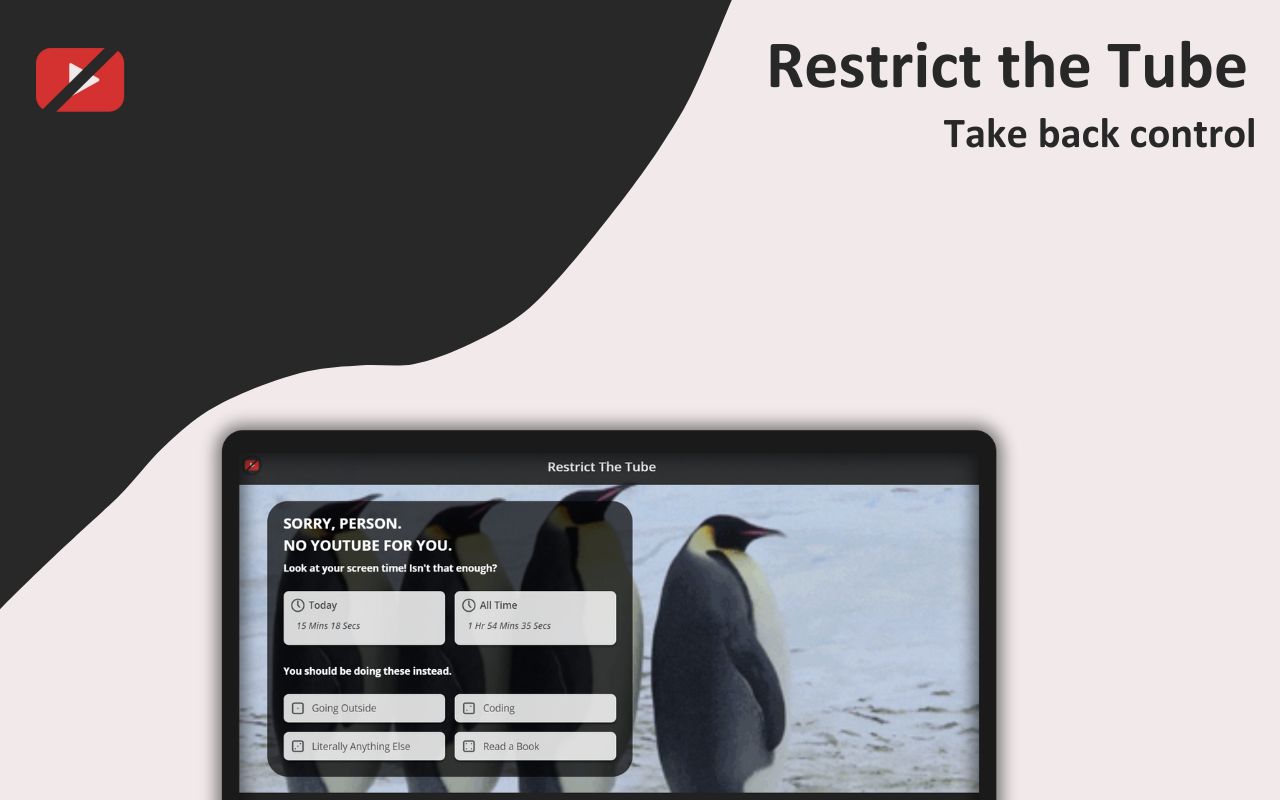 Restrict the Tube
Take back control
Restrict The Tube
SORRY, PERSON.
NO YOUTUBE FOR YOU.
Look at your screen time! Isn't that enough?
Today
15 Mins 18 Secs
All Time
1 Hr 54 Mins 35 Secs
You should be doing these instead.
Going Outside
Coding
Literally Anything Else
Read a Book